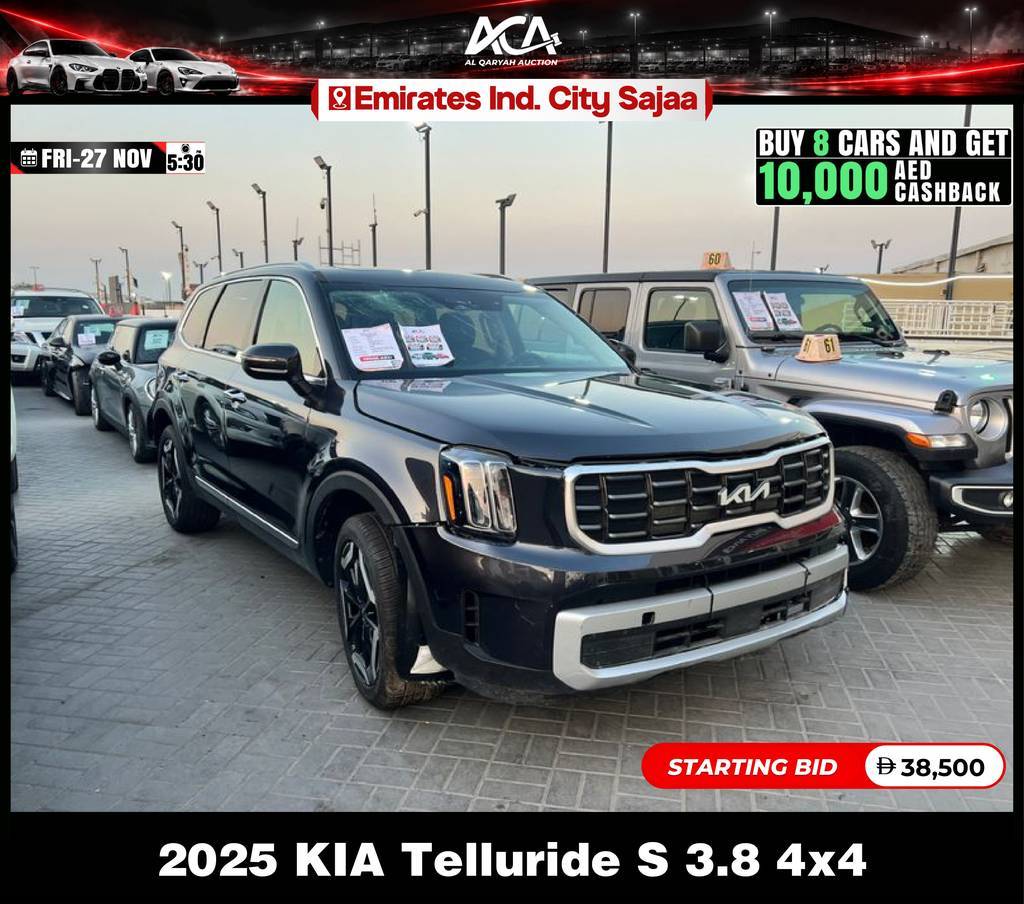 ACA
AL QARYAH AUCTION
Emirates Ind. City Sajaa
FRI-27 NOV 5:30
BUY 8 CARS AND GET
10,000 AED CASHBACK
60
61
KIA
STARTING BID 38,500
2025 KIA Telluride S 3.8 4x4